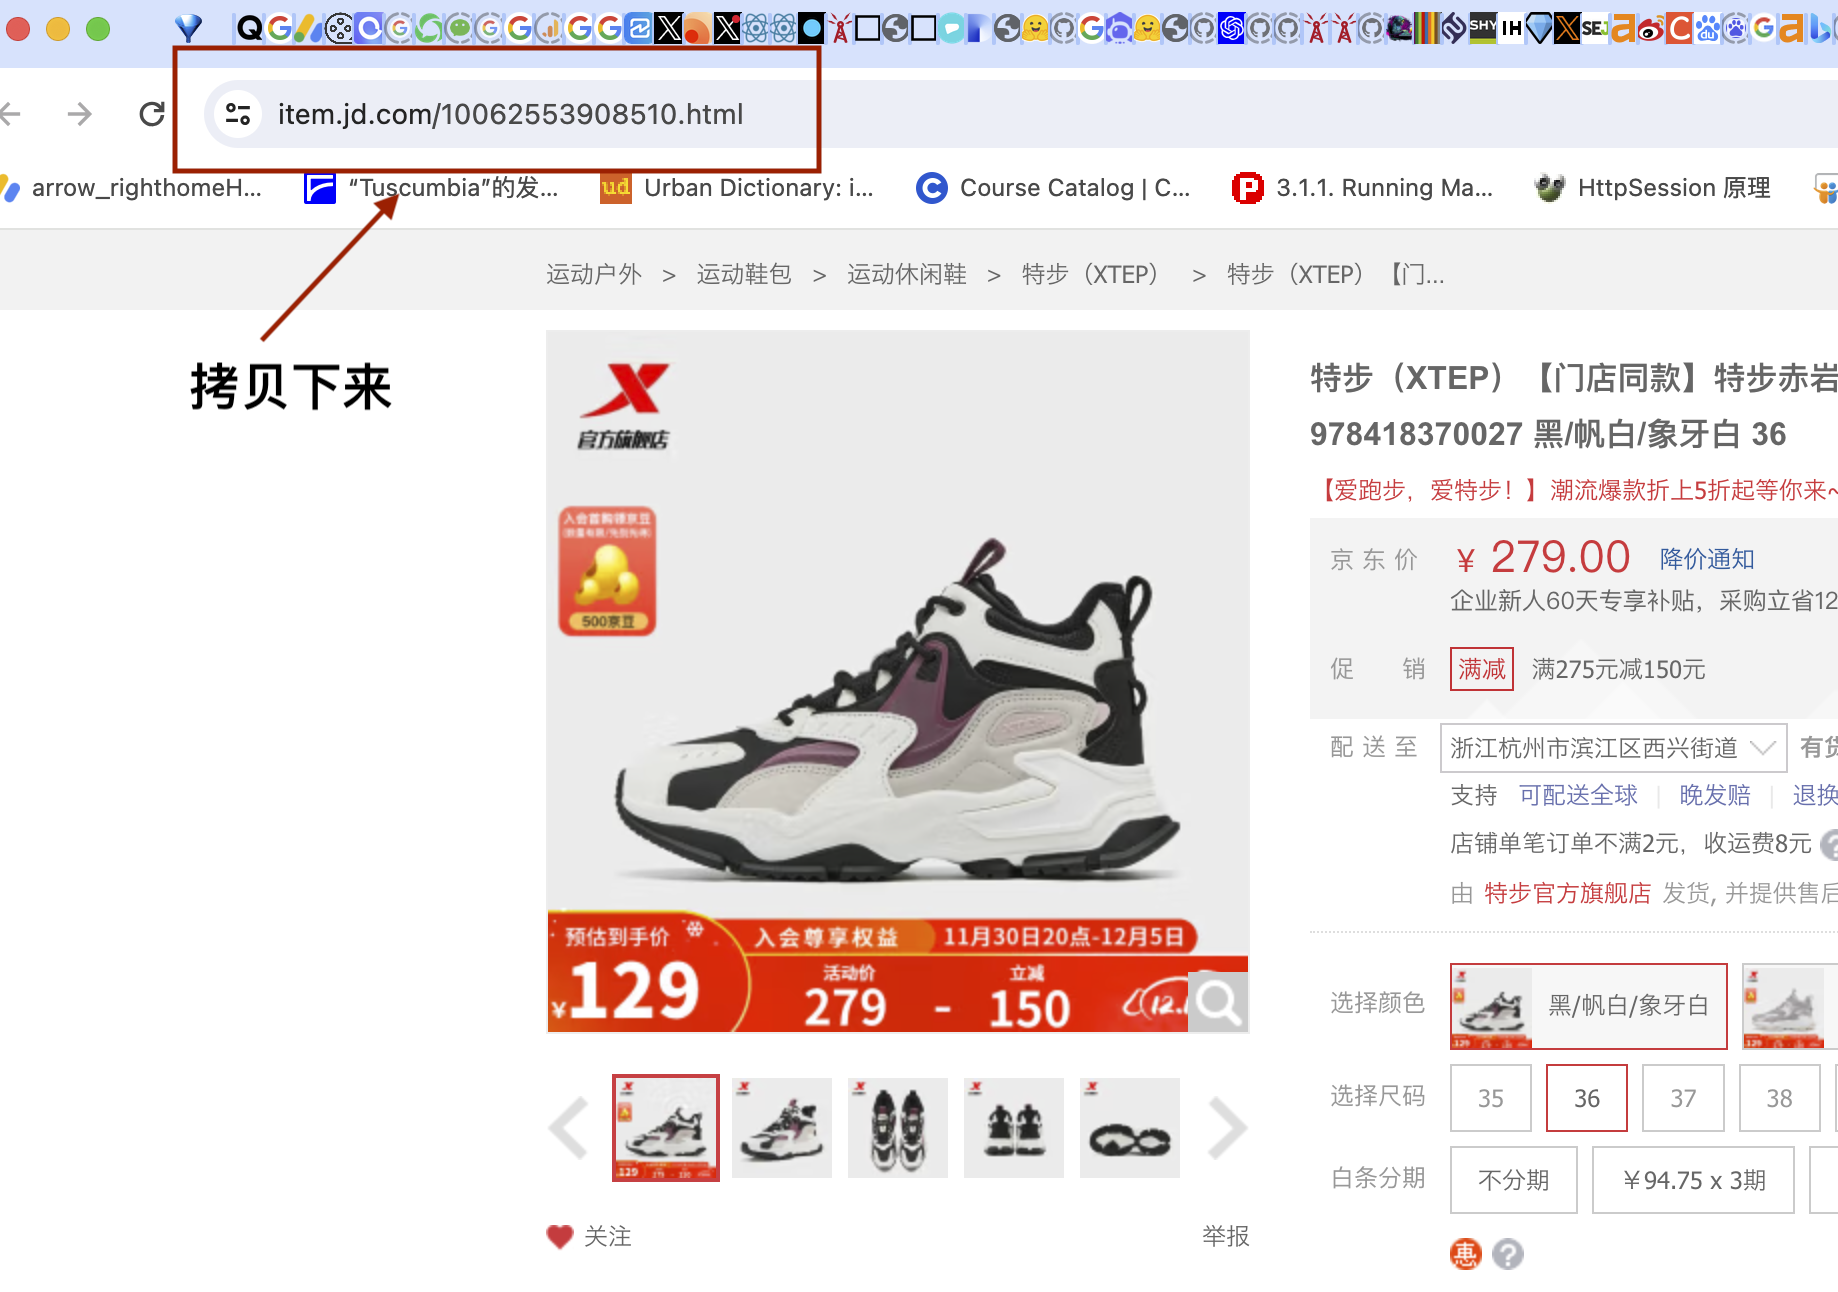 item.jd.com/10062553908510.html
arrow_righthomeH...
"Tuscumbia"的发...
ud
Urban Dictionary: i...
Course Catalog | C...
3.1.1. Running Ma...
HttpSession 原理
拷贝下来
运动户外 > 运动鞋包 > 运动休闲鞋 > 特步（XTEP） > 特步（XTEP）【门...
官方旗舰店
入会首购领京豆
500京豆
预估到手价
¥129
入会尊享权益
11月30日20点-12月5日
活动价
279
-
立减
150
关注
举报
特步（XTEP）【门店同款】特步赤岩
978418370027 黑/帆白/象牙白 36
【爱跑步，爱特步！】潮流爆款折上5折起等你来~
京东价 ¥ 279.00 降价通知
企业新人60天专享补贴，采购立省12
促销 满减 满275元减150元
配送至 浙江杭州市滨江区西兴街道 有货
支持 可配送全球 | 晚发赔 | 退换
店铺单笔订单不满2元，收运费8元
由 特步官方旗舰店 发货, 并提供售后
选择颜色 黑/帆白/象牙白
选择尺码 35 36 37 38
白条分期 不分期 ￥94.75 x 3期
惠